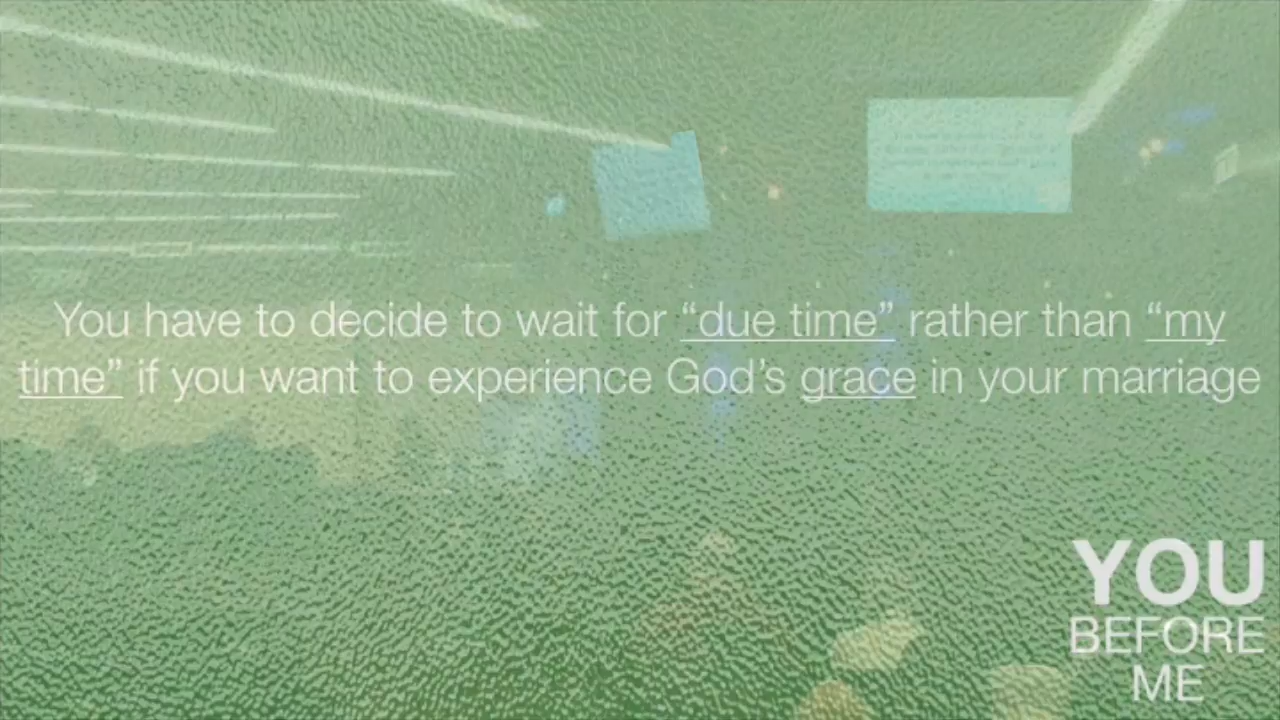 You have to decide to wait for “due time” rather than “my
time” if you want to experience God’s grace in your marriage
YOU
BEFORE
ME